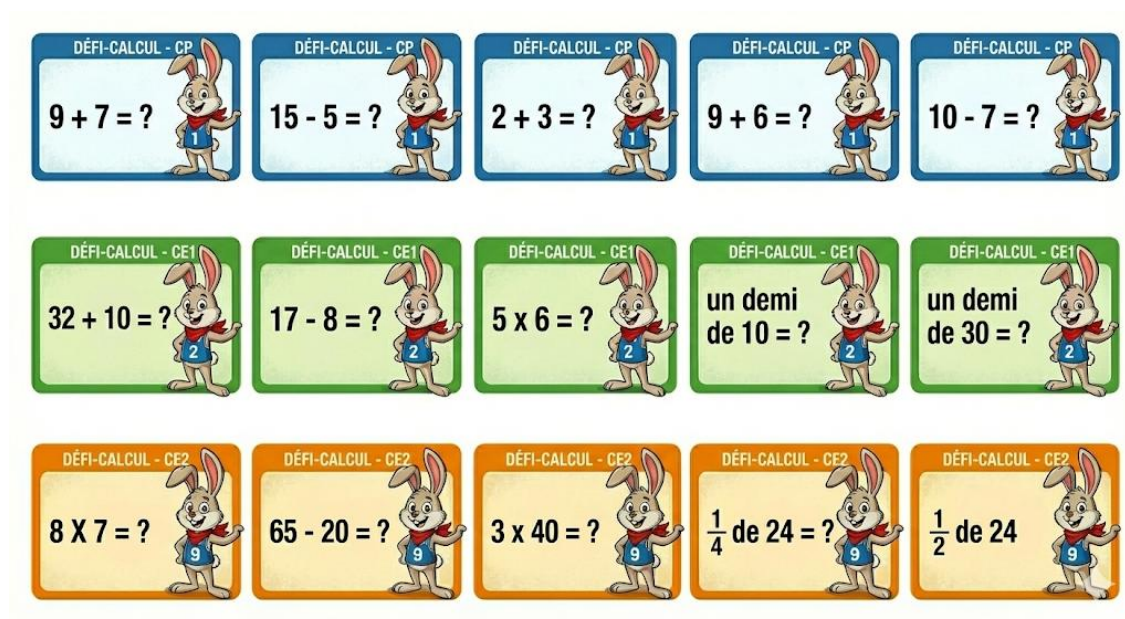 DÉFI-CALCUL - CP
9 + 7 = ?
1
DÉFI-CALCUL - CP
15 - 5 = ?
1
DÉFI-CALCUL - CP
2 + 3 = ?
1
DÉFI-CALCUL - CP
9 + 6 = ?
1
DÉFI-CALCUL - CP
10 - 7 = ?
1
DÉFI-CALCUL - CE1
32 + 10 = ?
2
DÉFI-CALCUL - CE1
17 - 8 = ?
2
DÉFI-CALCUL - CE1
5 x 6 = ?
2
DÉFI-CALCUL - CE1
un demi
de 10 = ?
2
DÉFI-CALCUL - CE1
un demi
de 30 = ?
2
DÉFI-CALCUL - CE2
8 X 7 = ?
9
DÉFI-CALCUL - CE2
65 - 20 = ?
9
DÉFI-CALCUL - CE2
3 x 40 = ?
9
DÉFI-CALCUL - CE2
1/4 de 24 = ?
9
DÉFI-CALCUL - CE2
1/2 de 24
9